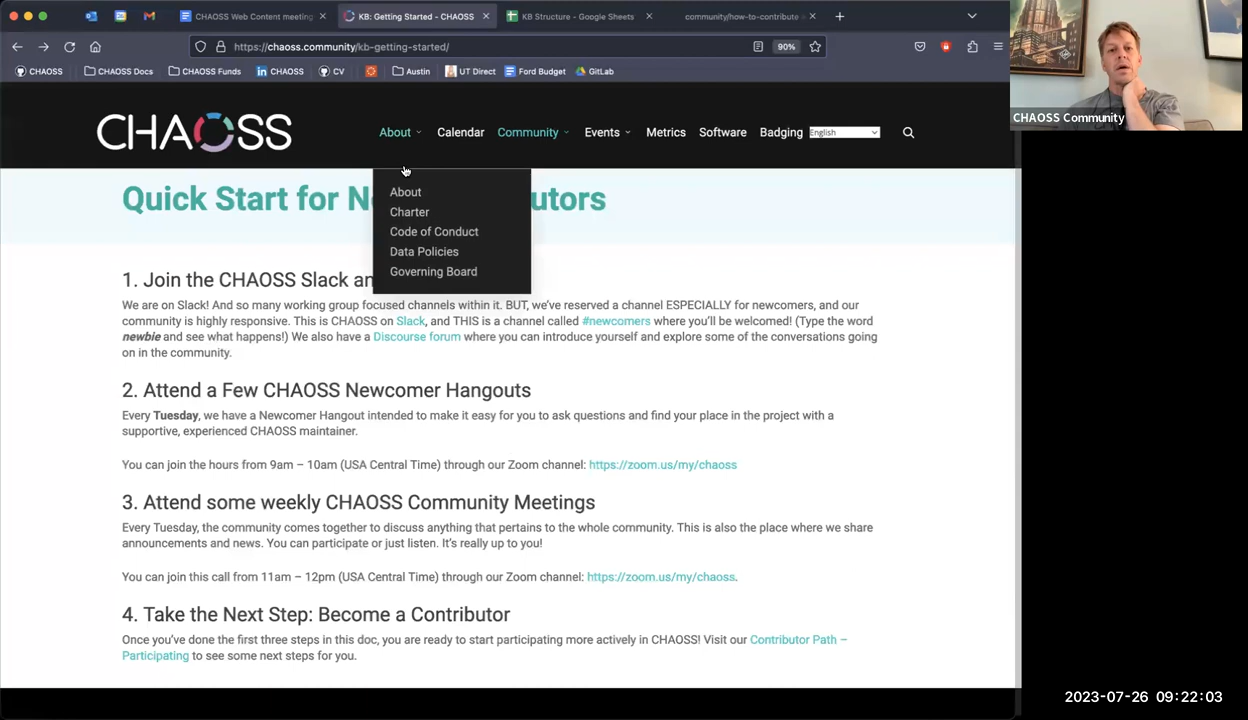 CHAOSS Web Content meeting
KB: Getting Started - CHAOSS
KB Structure - Google Sheets
community/how-to-contribute
https://chaoss.community/kb-getting-started/
90%
CHAOSS
CHAOSS Docs
CHAOSS Funds
CHAOSS
CV
Austin
UT Direct
Ford Budget
GitLab
CHAOSS Community
CHAOSS
About
Calendar
Community
Events
Metrics
Software
Badging
English
Quick Start for N
utors
About
Charter
Code of Conduct
Data Policies
Governing Board
1. Join the CHAOSS Slack an
We are on Slack! And so many working group focused channels within it. BUT, we've reserved a channel ESPECIALLY for newcomers, and our
community is highly responsive. This is CHAOSS on Slack, and THIS is a channel called #newcomers where you'll be welcomed! (Type the word
newbie and see what happens!) We also have a Discourse forum where you can introduce yourself and explore some of the conversations going
on in the community.
2. Attend a Few CHAOSS Newcomer Hangouts
Every Tuesday, we have a Newcomer Hangout intended to make it easy for you to ask questions and find your place in the project with a
supportive, experienced CHAOSS maintainer.
You can join the hours from 9am – 10am (USA Central Time) through our Zoom channel: https://zoom.us/my/chaoss
3. Attend some weekly CHAOSS Community Meetings
Every Tuesday, the community comes together to discuss anything that pertains to the whole community. This is also the place where we share
announcements and news. You can participate or just listen. It's really up to you!
You can join this call from 11am – 12pm (USA Central Time) through our Zoom channel: https://zoom.us/my/chaoss.
4. Take the Next Step: Become a Contributor
Once you've done the first three steps in this doc, you are ready to start participating more actively in CHAOSS! Visit our Contributor Path –
Participating to see some next steps for you.
2023-07-26 09:22:03